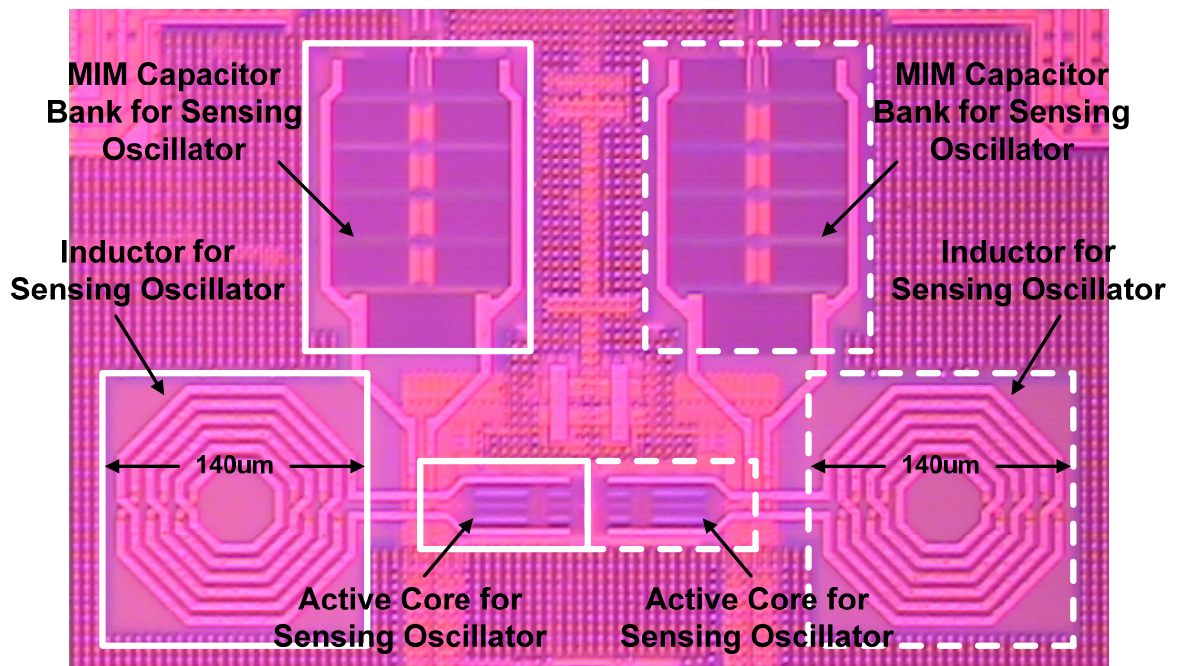 MIM Capacitor
Bank for Sensing
Oscillator
MIM Capacitor
Bank for Sensing
Oscillator
Inductor for
Sensing Oscillator
Inductor for
Sensing Oscillator
140um
140um
Active Core for
Sensing Oscillator
Active Core for
Sensing Oscillator